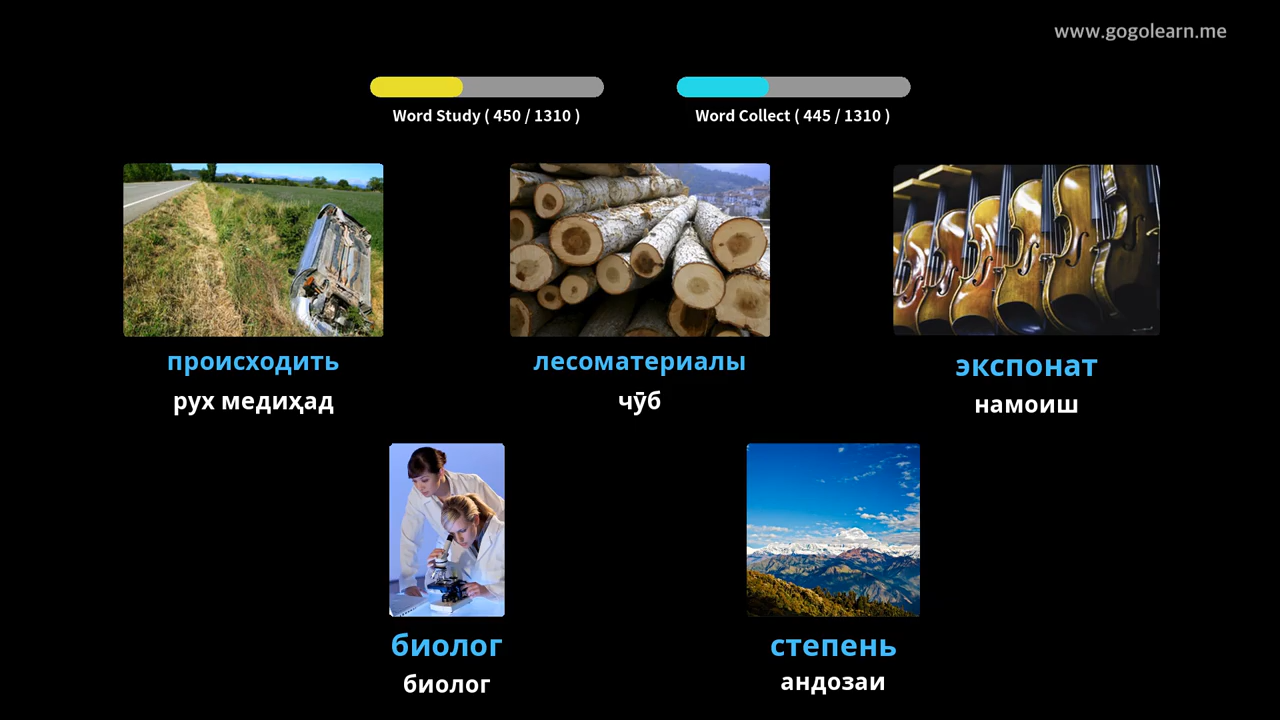 www.gogolearn.me
Word Study ( 450 / 1310 )
Word Collect ( 445 / 1310 )
происходить
рух медиҳад
лесоматериалы
чӯб
экспонат
намоиш
биолог
биолог
степень
андозаи